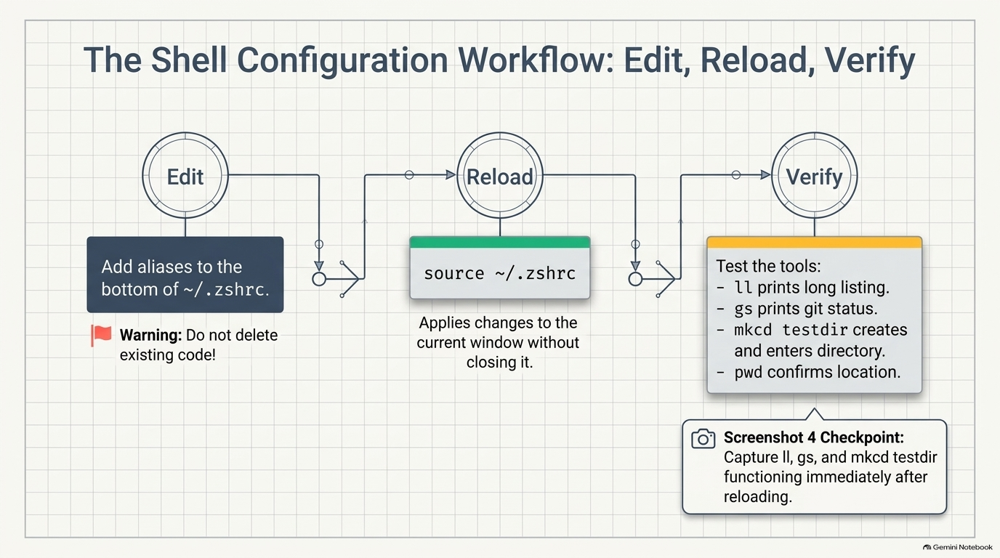 The Shell Configuration Workflow: Edit, Reload, Verify
Edit
Add aliases to the
bottom of ~/.zshrc.
Warning: Do not delete
existing code!
Reload
source ~/.zshrc
Applies changes to the
current window without
closing it.
Verify
Test the tools:
- ll prints long listing.
- gs prints git status.
- mkcd testdir creates
and enters directory.
- pwd confirms location.
Screenshot 4 Checkpoint:
Capture ll, gs, and mkcd testdir
functioning immediately after
reloading.
Gemini Notebook